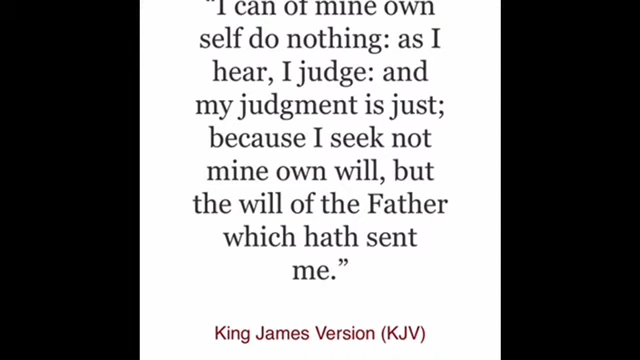 “I can of mine own
self do nothing: as I
hear, I judge: and
my judgment is just;
because I seek not
mine own will, but
the will of the Father
which hath sent
me.”
King James Version (KJV)